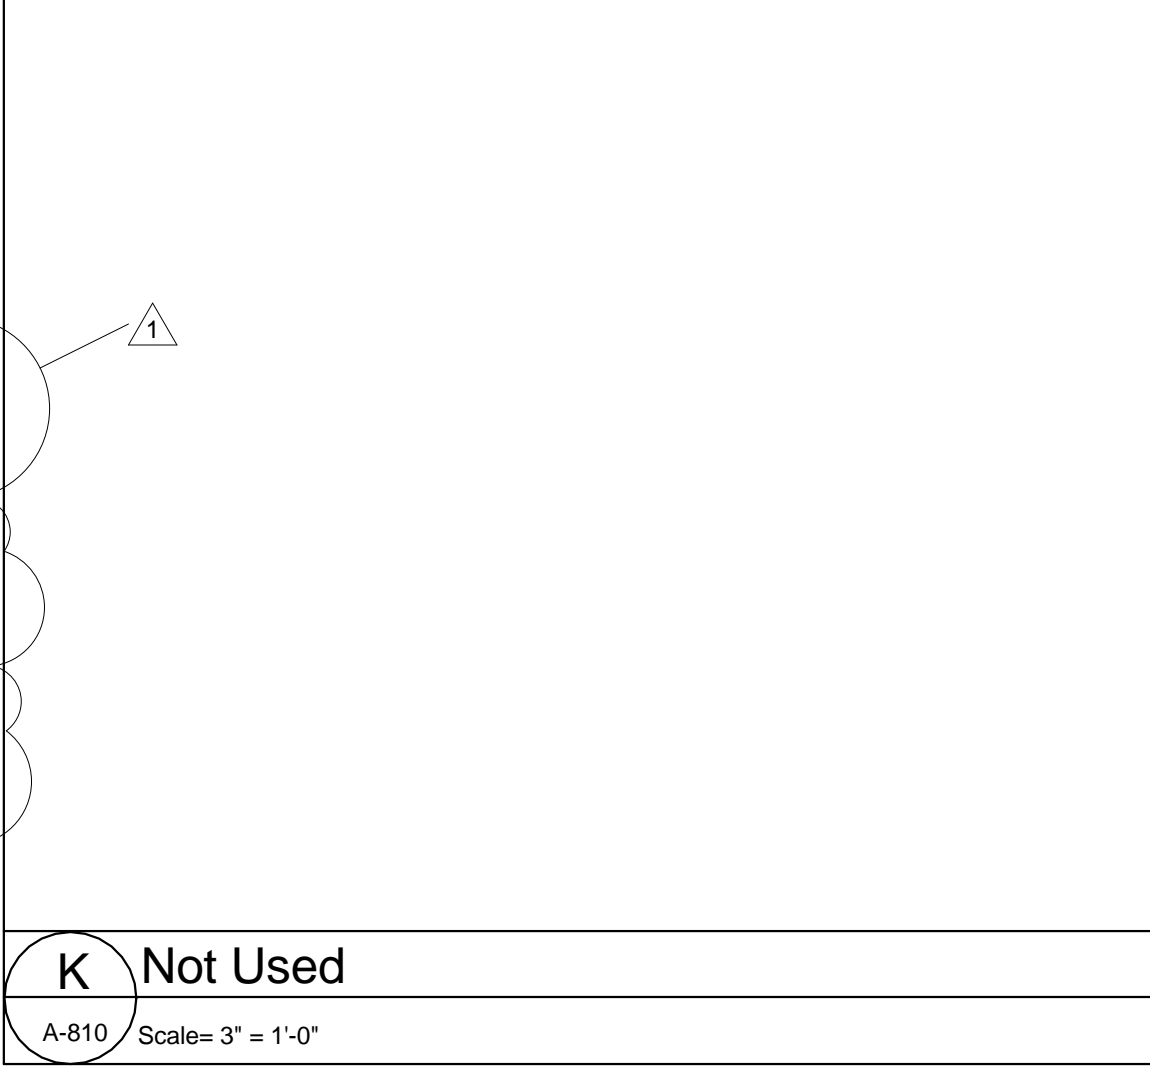 1
K
Not Used
A-810
Scale= 3" = 1'-0"